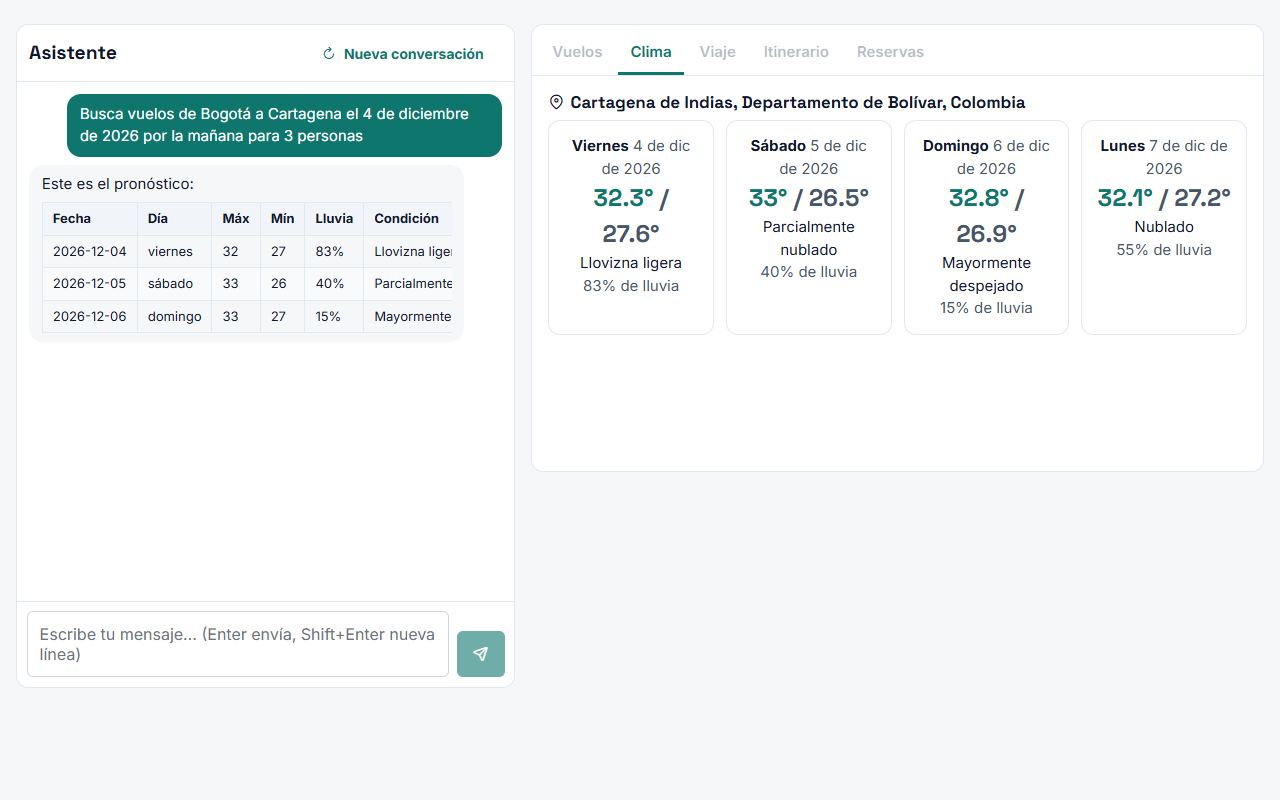 Asistente
Nueva conversación
Busca vuelos de Bogotá a Cartagena el 4 de diciembre
de 2026 por la mañana para 3 personas
Este es el pronóstico:
Fecha Día Máx Mín Lluvia Condición
2026-12-04 viernes 32 27 83% Llovizna liger
2026-12-05 sábado 33 26 40% Parcialmente
2026-12-06 domingo 33 27 15% Mayormente
Escribe tu mensaje... (Enter envía, Shift+Enter nueva
línea)
Vuelos Clima Viaje Itinerario Reservas
Cartagena de Indias, Departamento de Bolívar, Colombia
Viernes 4 de dic
de 2026
32.3° /
27.6°
Llovizna ligera
83% de lluvia
Sábado 5 de dic
de 2026
33° / 26.5°
Parcialmente
nublado
40% de lluvia
Domingo 6 de dic
de 2026
32.8° /
26.9°
Mayormente
despejado
15% de lluvia
Lunes 7 de dic de
2026
32.1° / 27.2°
Nublado
55% de lluvia